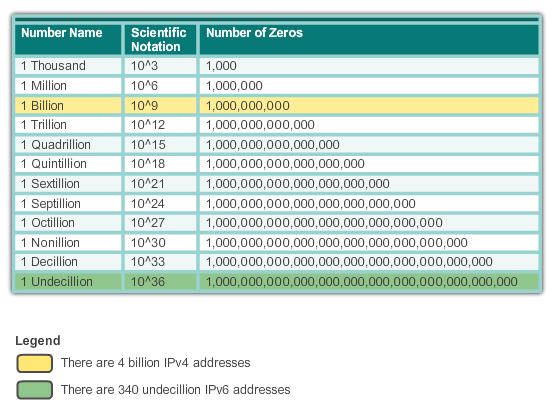 Number Name Scientific Notation Number of Zeros
1 Thousand 10^3 1,000
1 Million 10^6 1,000,000
1 Billion 10^9 1,000,000,000
1 Trillion 10^12 1,000,000,000,000
1 Quadrillion 10^15 1,000,000,000,000,000
1 Quintillion 10^18 1,000,000,000,000,000,000
1 Sextillion 10^21 1,000,000,000,000,000,000,000
1 Septillion 10^24 1,000,000,000,000,000,000,000,000
1 Octillion 10^27 1,000,000,000,000,000,000,000,000,000
1 Nonillion 10^30 1,000,000,000,000,000,000,000,000,000,000
1 Decillion 10^33 1,000,000,000,000,000,000,000,000,000,000,000
1 Undecillion 10^36 1,000,000,000,000,000,000,000,000,000,000,000,000
Legend
There are 4 billion IPv4 addresses
There are 340 undecillion IPv6 addresses